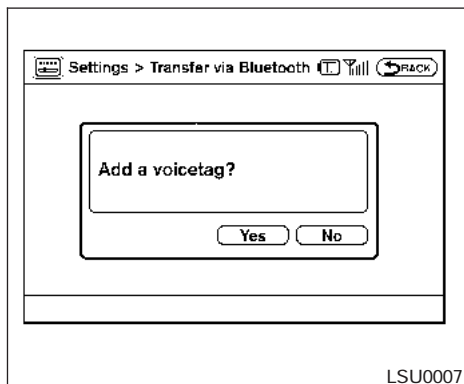 Settings > Transfer via Bluetooth BACK
Add a voicetag?
Yes No
LSU0007